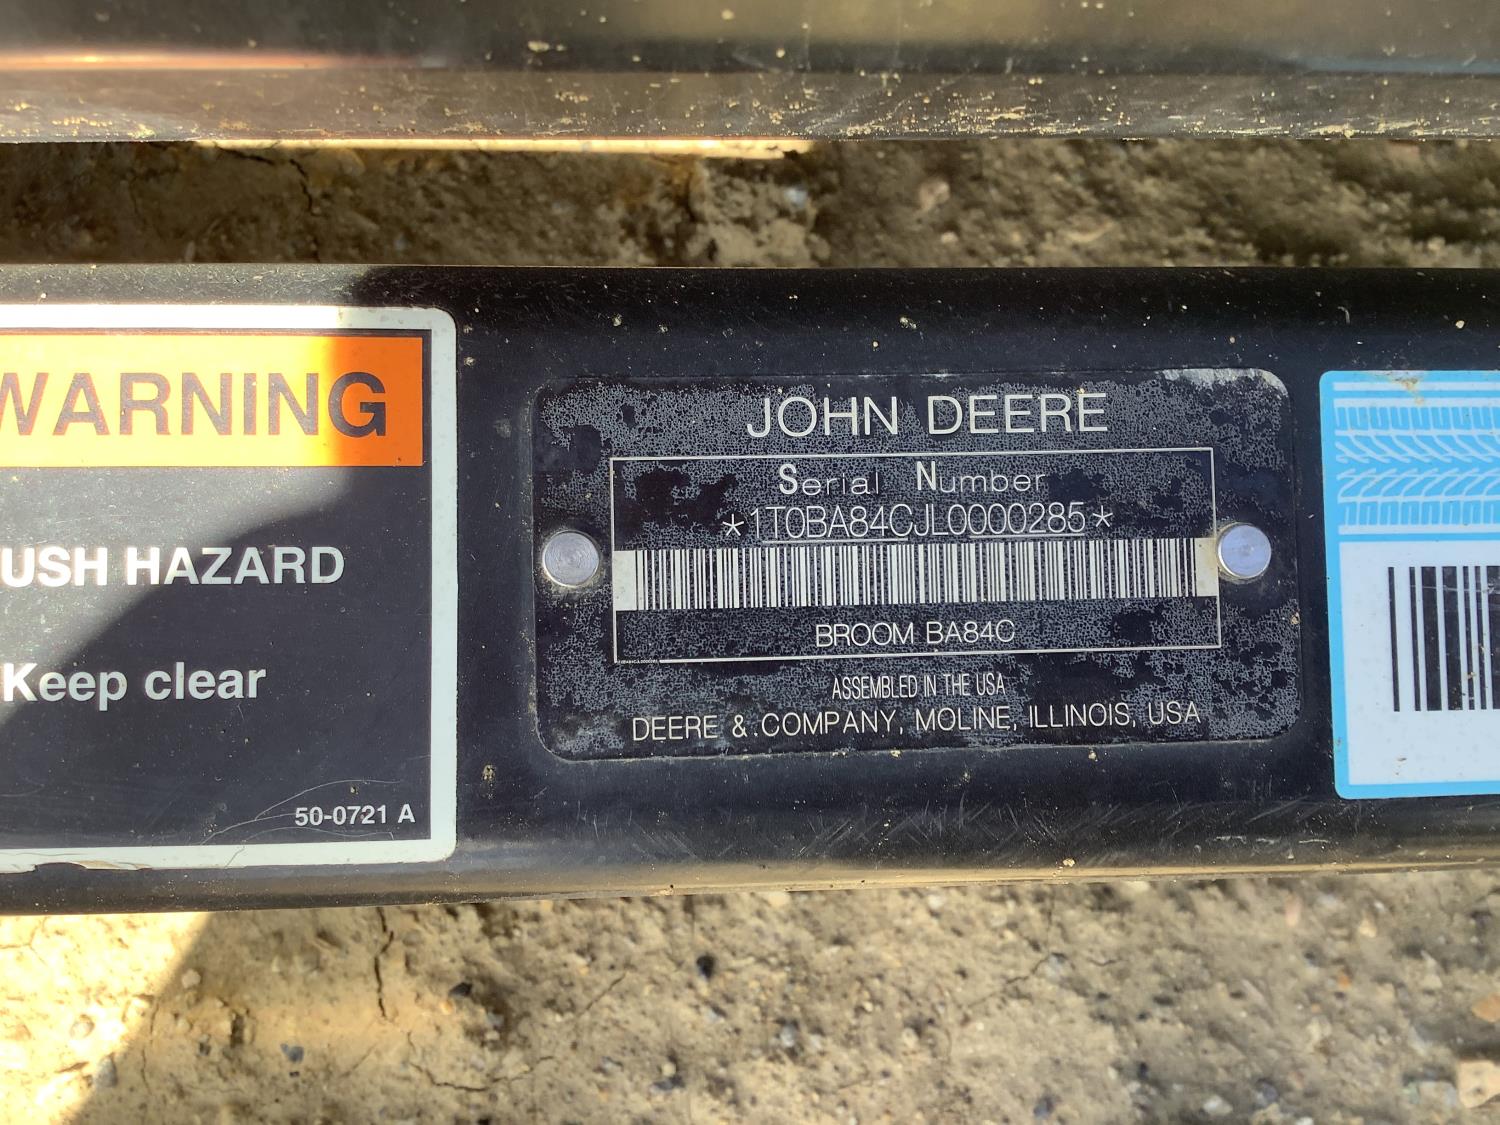 WARNING
USH HAZARD
Keep clear
50-0721 A
JOHN DEERE
Serial Number
*1T0BA84CJL0000285*
BROOM BA84C
ASSEMBLED IN THE USA
DEERE & COMPANY, MOLINE, ILLINOIS, USA